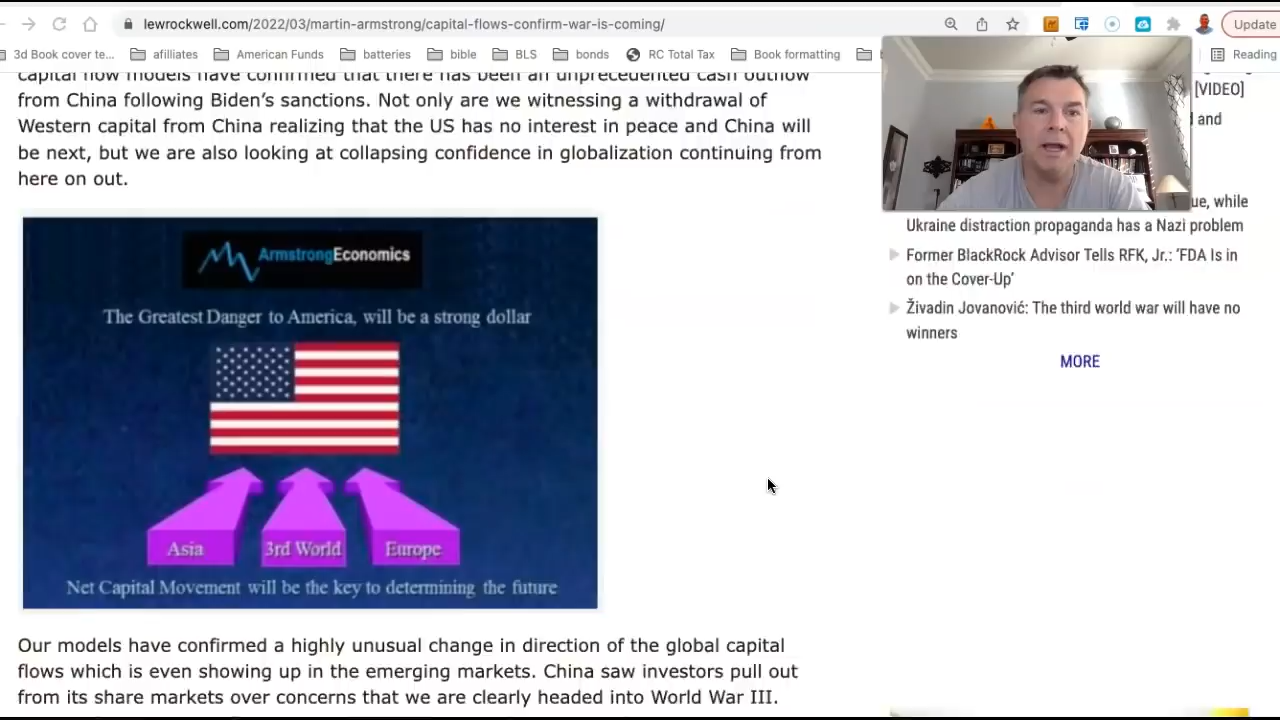 lewrockwell.com/2022/03/martin-armstrong/capital-flows-confirm-war-is-coming/
Update
3d Book cover te...
afilliates
American Funds
batteries
bible
BLS
bonds
RC Total Tax
Book formatting
Reading
capital flow models have confirmed that there has been an unprecedented cash outflow
from China following Biden’s sanctions. Not only are we witnessing a withdrawal of
Western capital from China realizing that the US has no interest in peace and China will
be next, but we are also looking at collapsing confidence in globalization continuing from
here on out.
ArmstrongEconomics
The Greatest Danger to America, will be a strong dollar
Asia
3rd World
Europe
Net Capital Movement will be the key to determining the future
Our models have confirmed a highly unusual change in direction of the global capital
flows which is even showing up in the emerging markets. China saw investors pull out
from its share markets over concerns that we are clearly headed into World War III.
[VIDEO]
and
ue, while
Ukraine distraction propaganda has a Nazi problem
Former BlackRock Advisor Tells RFK, Jr.: ‘FDA Is in
on the Cover-Up’
Živadin Jovanović: The third world war will have no
winners
MORE